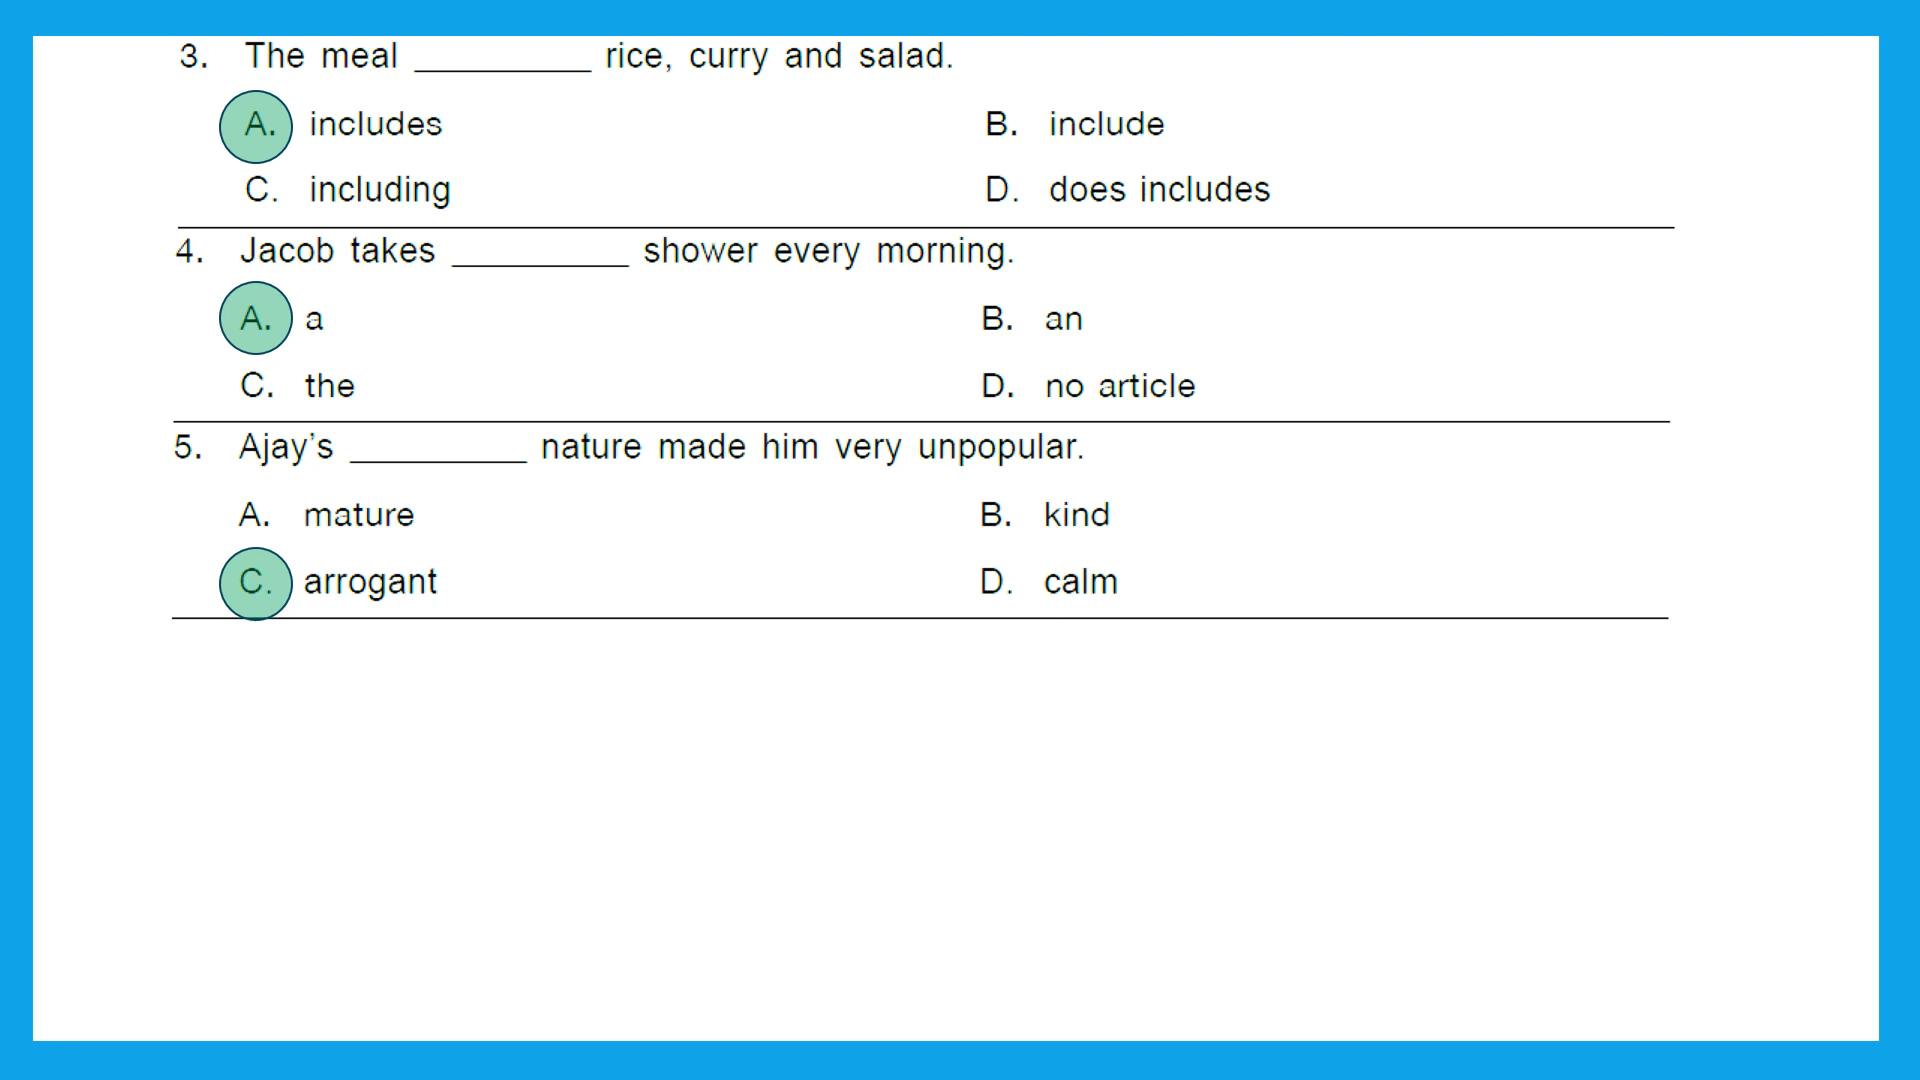 3. The meal __________ rice, curry and salad.
A. includes B. include
C. including D. does includes
4. Jacob takes __________ shower every morning.
A. a B. an
C. the D. no article
5. Ajay’s __________ nature made him very unpopular.
A. mature B. kind
C. arrogant D. calm